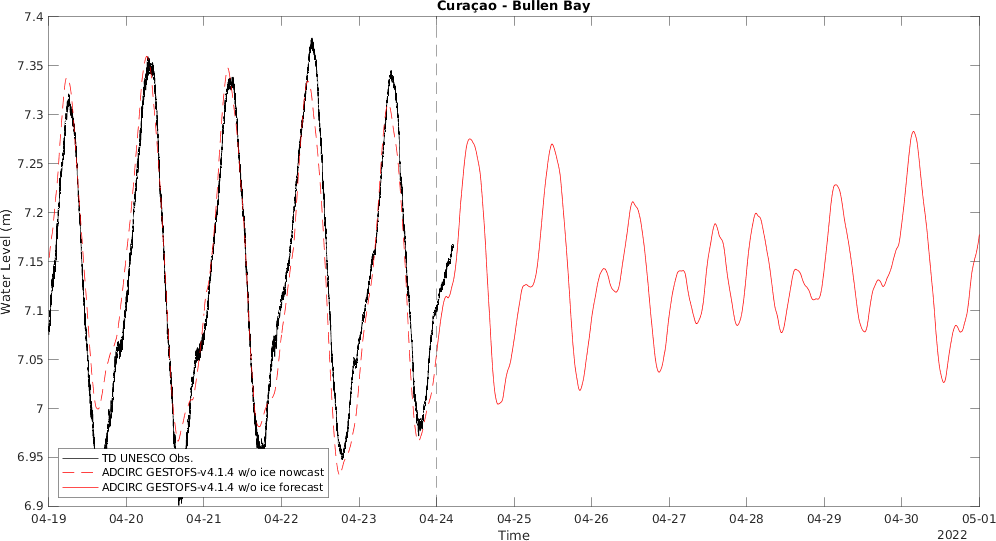 Curaçao - Bullen Bay
7.4
7.35
7.3
7.25
7.2
7.15
7.1
7.05
7
6.95
6.9
Water Level (m)
TD UNESCO Obs.
ADCIRC GESTOFS-v4.1.4 w/o ice nowcast
ADCIRC GESTOFS-v4.1.4 w/o ice forecast
04-19 04-20 04-21 04-22 04-23 04-24 04-25 04-26 04-27 04-28 04-29 04-30 05-01
Time
2022